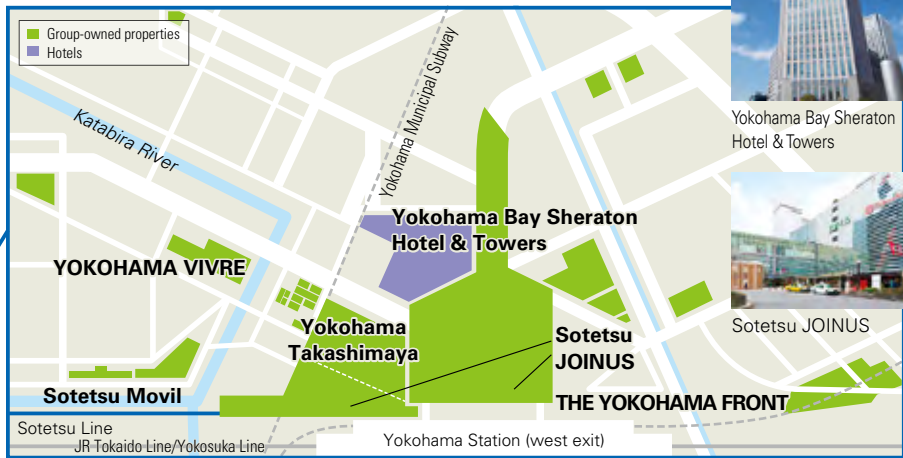 Group-owned properties
Hotels
Katabira River
Yokohama Municipal Subway
Yokohama Bay Sheraton
Hotel & Towers
Yokohama Bay Sheraton
Hotel & Towers
YOKOHAMA VIVRE
Yokohama
Takashimaya
Sotetsu
JOINUS
Sotetsu JOINUS
Sotetsu Movil
THE YOKOHAMA FRONT
Sotetsu Line
JR Tokaido Line/Yokosuka Line
Yokohama Station (west exit)